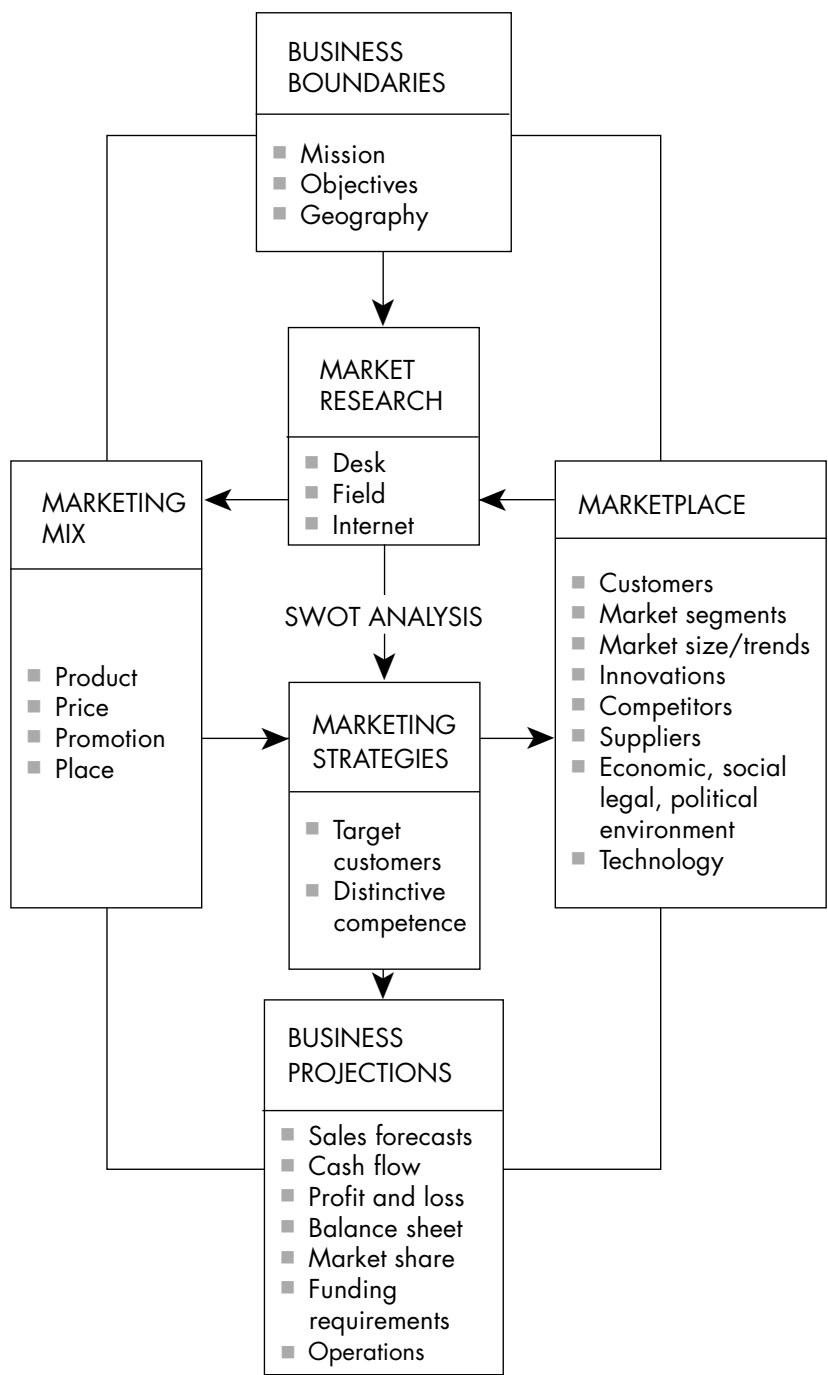 BUSINESS
BOUNDARIES
Mission
Objectives
Geography
MARKET
RESEARCH
Desk
Field
Internet
MARKETING
MIX
Product
Price
Promotion
Place
MARKETPLACE
Customers
Market segments
Market size/trends
Innovations
Competitors
Suppliers
Economic, social
legal, political
environment
Technology
SWOT ANALYSIS
MARKETING
STRATEGIES
Target
customers
Distinctive
competence
BUSINESS
PROJECTIONS
Sales forecasts
Cash flow
Profit and loss
Balance sheet
Market share
Funding
requirements
Operations